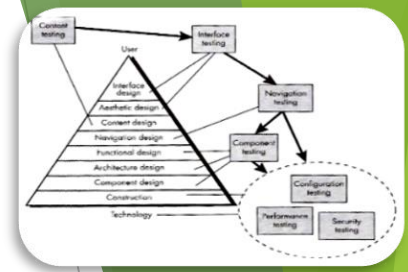 Content
testing
Interface
testing
User
Interface
design
Aesthetic design
Content design
Navigation design
Functional design
Architecture design
Component design
Construction
Technology
Navigation
testing
Component
testing
Configuration
testing
Performance
testing
Security
testing